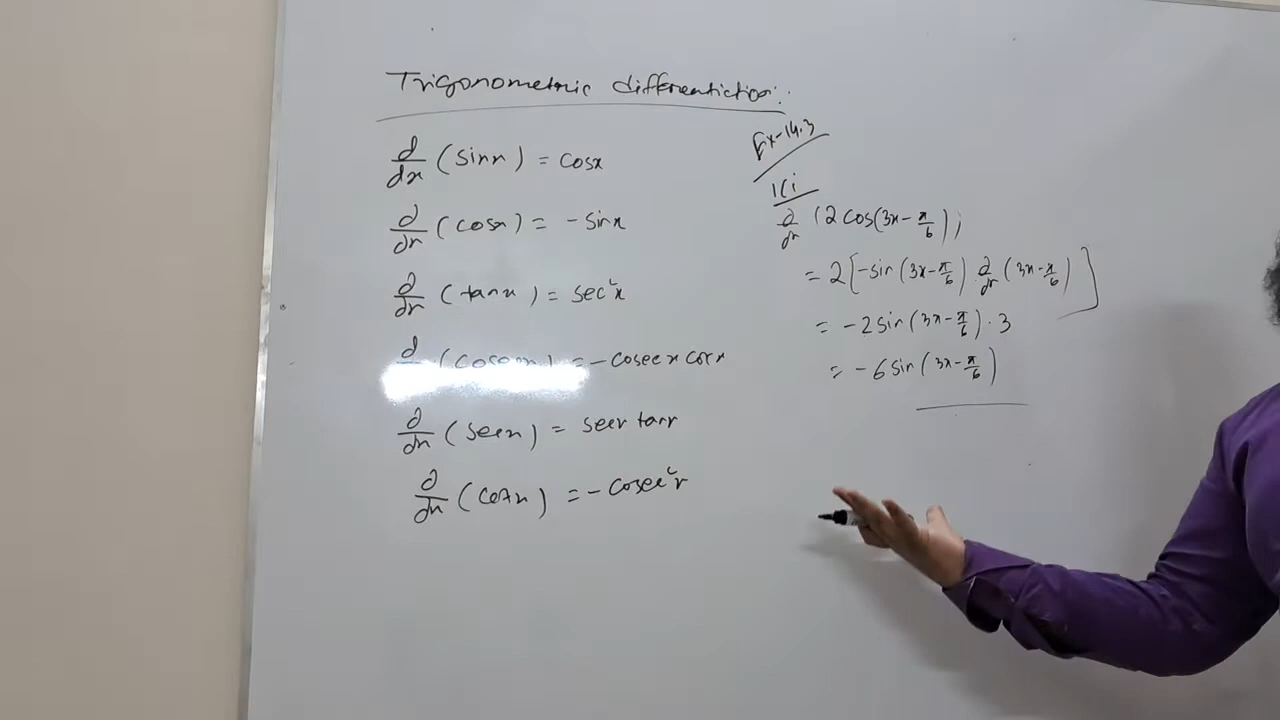 Trigonometric differentiction:
d/dx (sinx) = cosx
d/dx (cosx) = -sinx
d/dx (tanx) = sec²x
d/ (cosecx) = -cosecx cotx
d/dx (secx) = secx tanx
d/dx (cotx) = -cosec²x
Ex-14.3
1(i
d/dx (2cos(3x-π/6))
= 2[-sin(3x-π/6) . d/dx (3x-π/6)]
= -2sin(3x-π/6) . 3
= -6sin(3x-π/6)